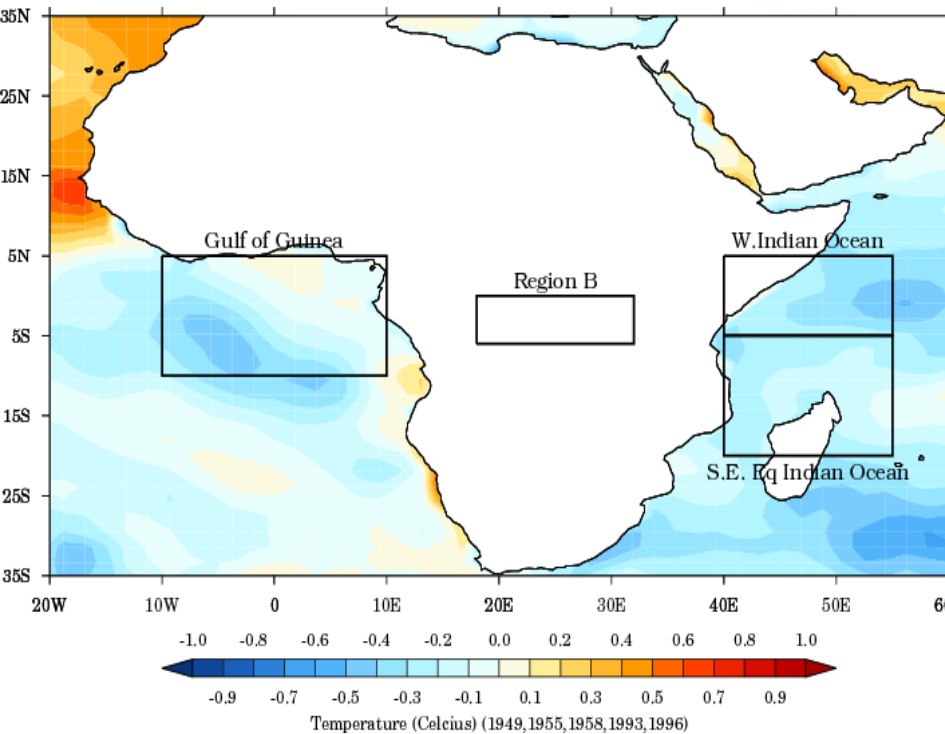 35N
25N
15N
5N
5S
15S
25S
35S
Gulf of Guinea
W.Indian Ocean
Region B
S.E. Eq Indian Ocean
20W 10W 0 10E 20E 30E 40E 50E 60
-1.0 -0.8 -0.6 -0.4 -0.2 0.0 0.2 0.4 0.6 0.8 1.0
-0.9 -0.7 -0.5 -0.3 -0.1 0.1 0.3 0.5 0.7 0.9
Temperature (Celcius) (1949,1955,1958,1993,1996)